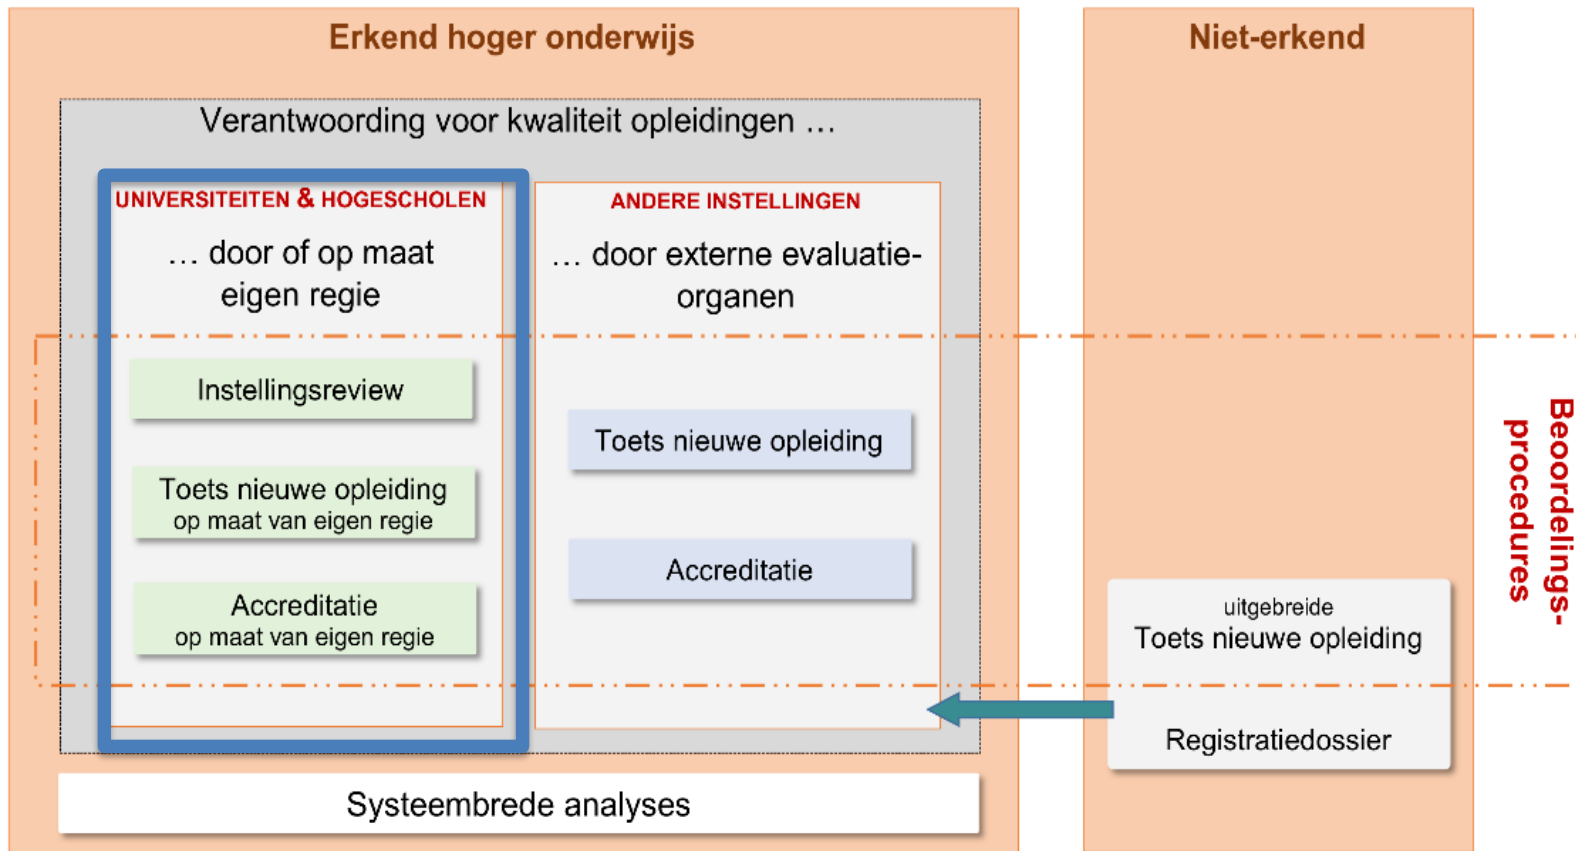 Erkend hoger onderwijs
Verantwoording voor kwaliteit opleidingen …
UNIVERSITEITEN & HOGESCHOLEN
… door of op maat
eigen regie
Instellingsreview
Toets nieuwe opleiding
op maat van eigen regie
Accreditatie
op maat van eigen regie
ANDERE INSTELLINGEN
… door externe evaluatie-
organen
Toets nieuwe opleiding
Accreditatie
Systeembrede analyses
Niet-erkend
uitgebreide
Toets nieuwe opleiding
Registratiedossier
Beoordelings-
procedures